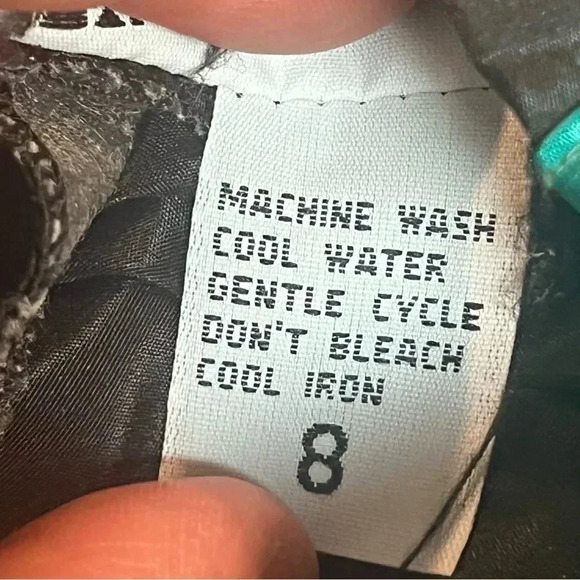 MACHINE WASH
COOL WATER
GENTLE CYCLE
DON'T BLEACH
COOL IRON
8